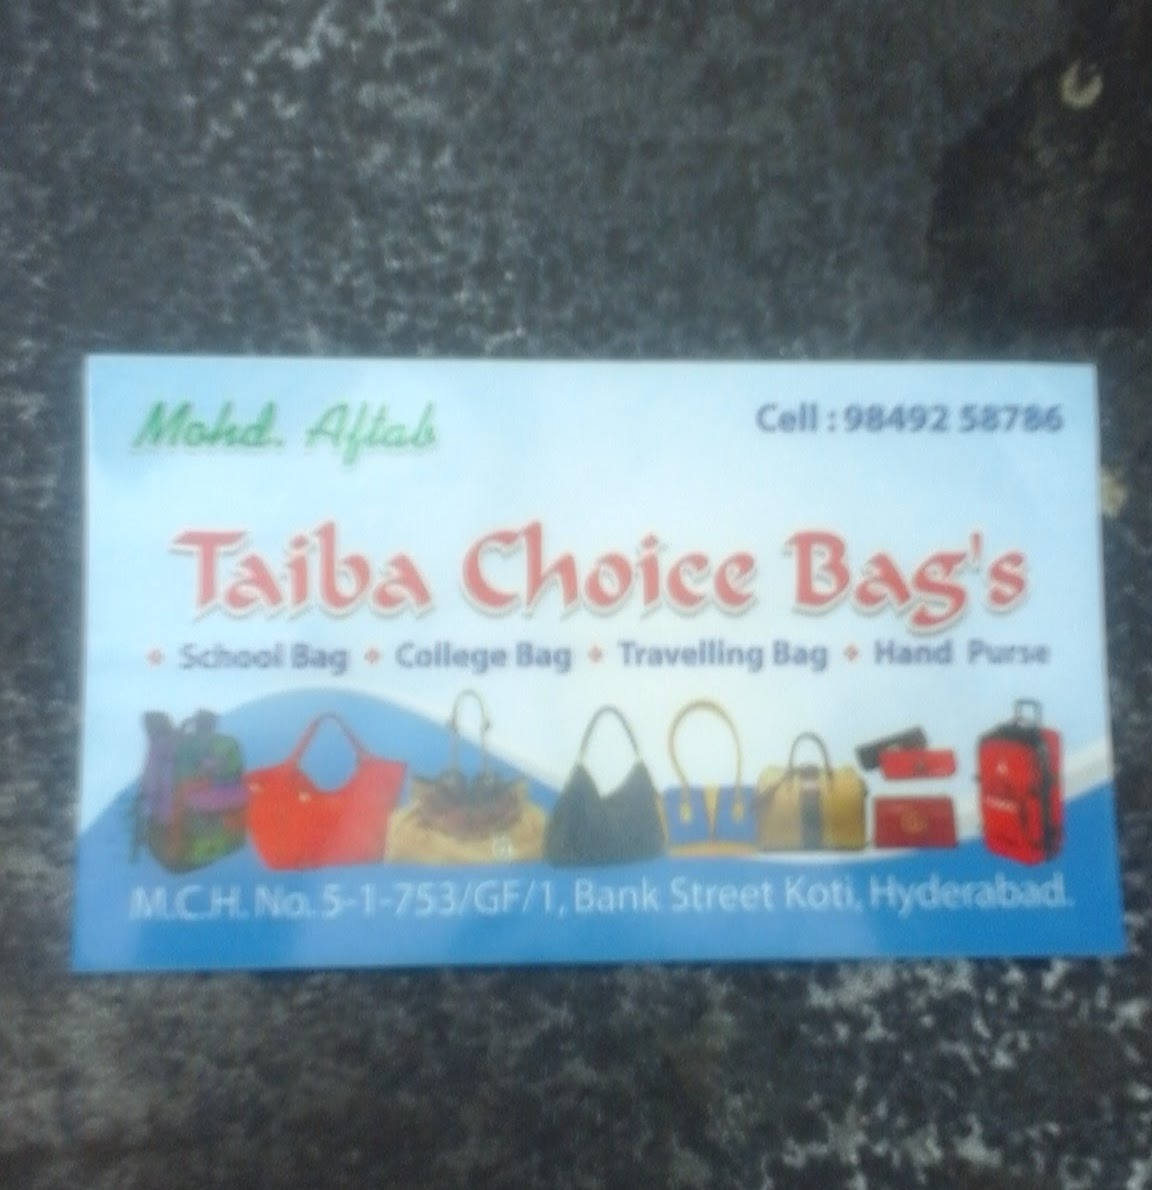 Mohd. Aftab
Cell : 98492 58786
Taiba Choice Bag's
School Bag College Bag Travelling Bag Hand Purse
M.C.H. No. 5-1-753/GF/1, Bank Street Koti, Hyderabad.